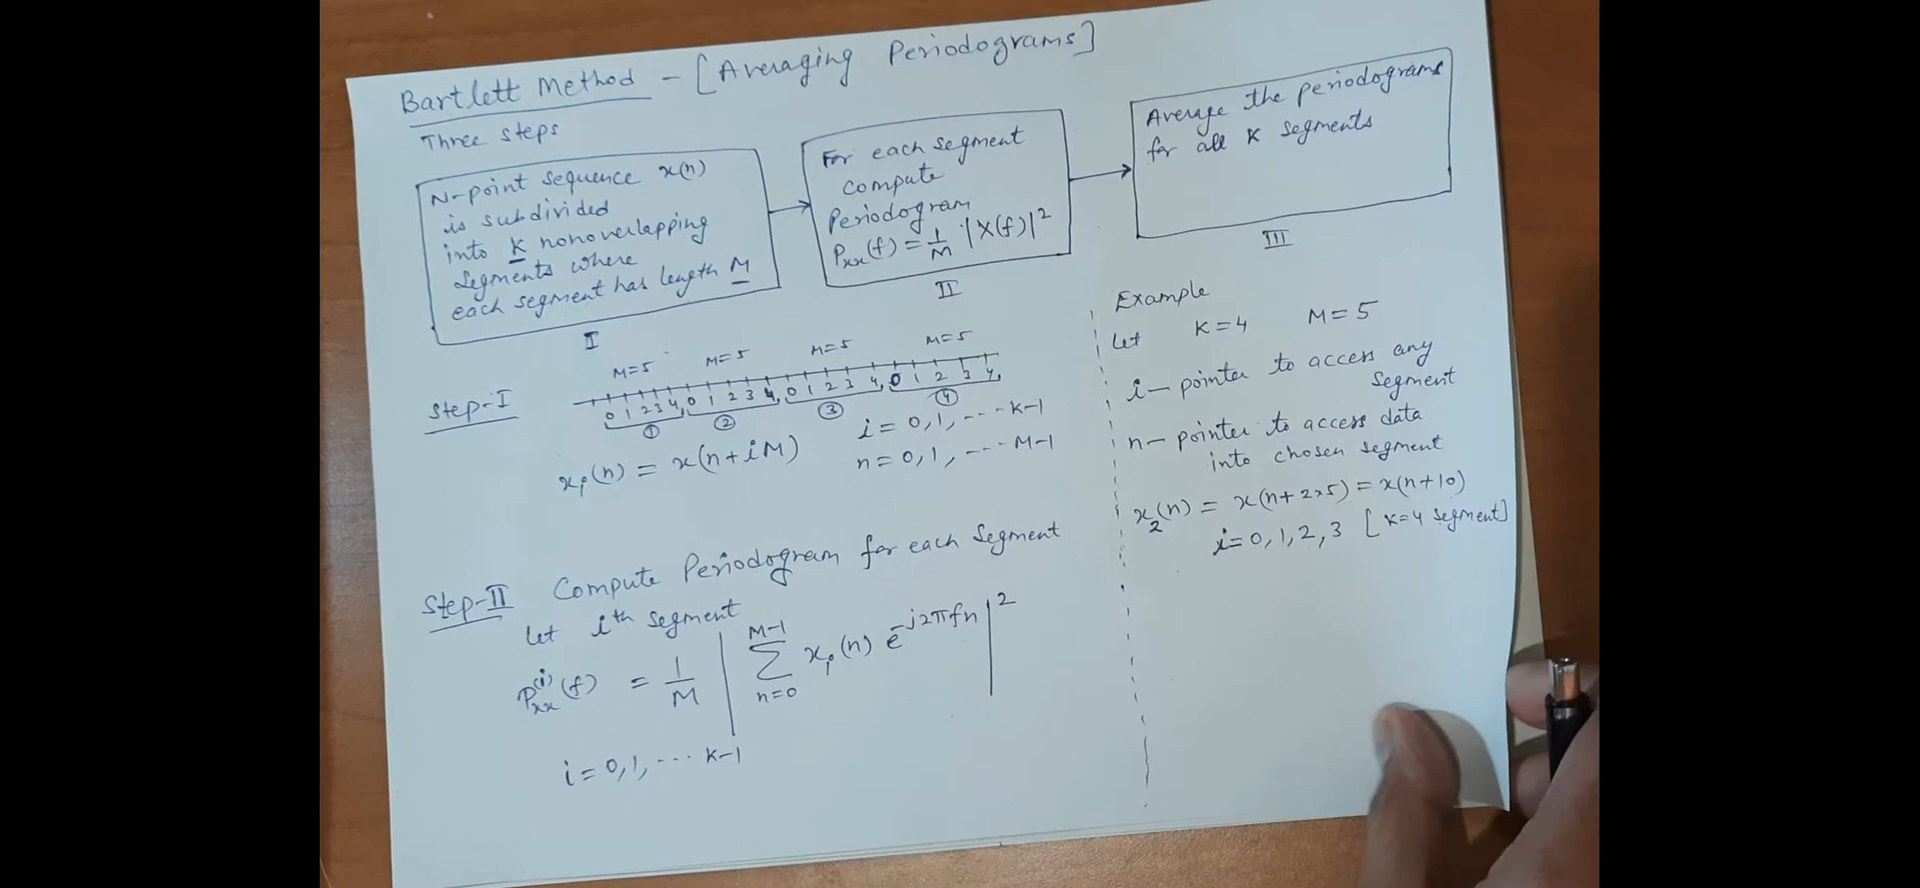 Bartlett Method - [Averaging Periodograms]
Three steps
N-point sequence x(n)
is subdivided
into K nonoverlapping
segments where
each segment has length M
I
For each segment
compute
Periodogram
Pxx(f) = 1/M |X(f)|²
II
Average the periodograms
for all K segments
III
Step-I
M=5 M=5 M=5 M=5
0 1 2 3 4 0 1 2 3 4 0 1 2 3 4 0 1 2 3 4
① ② ③ ④
xᵢ(n) = x(n+iM)
i = 0,1, --- K-1
n = 0,1, --- M-1
Step-II Compute Periodogram for each Segment
Let iᵗʰ segment
Pxx⁽ⁱ⁾(f) = 1/M | Σ_{n=0}^{M-1} xᵢ(n) e^{-j2πfn} |²
i = 0,1, --- K-1
Example
Let K=4 M=5
i- pointer to access any
segment
n- pointer to access data
into chosen segment
x₂(n) = x(n+2x5) = x(n+10)
i=0,1,2,3 [K=4 segment]